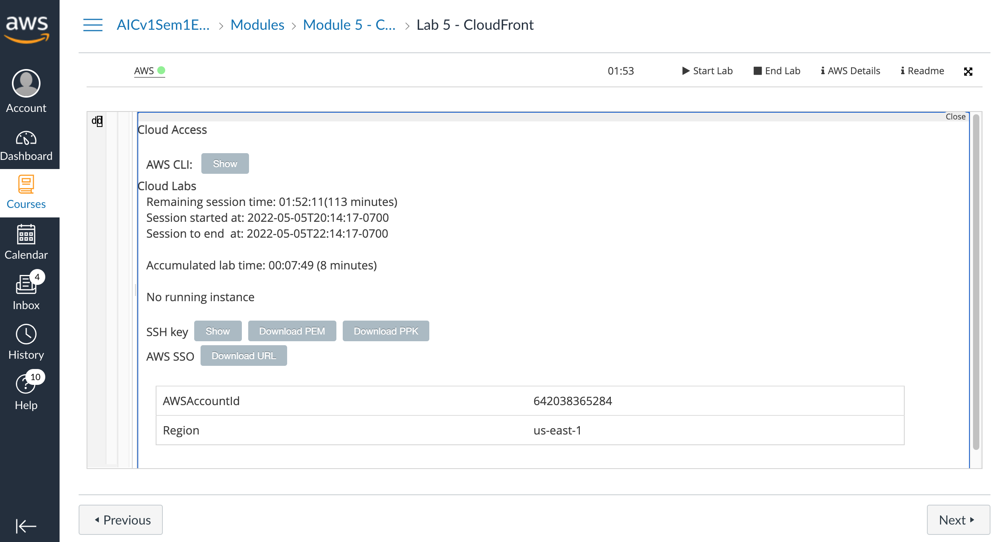 aws
Account
Dashboard
Courses
Calendar
4
Inbox
History
10
Help
AICv1Sem1E... > Modules > Module 5 - C... > Lab 5 - CloudFront
AWS 01:53 Start Lab End Lab AWS Details Readme
dd
Close
Cloud Access
AWS CLI: Show
Cloud Labs
Remaining session time: 01:52:11(113 minutes)
Session started at: 2022-05-05T20:14:17-0700
Session to end  at: 2022-05-05T22:14:17-0700
Accumulated lab time: 00:07:49 (8 minutes)
No running instance
SSH key Show Download PEM Download PPK
AWS SSO Download URL
AWSAccountId 642038365284
Region us-east-1
Previous Next